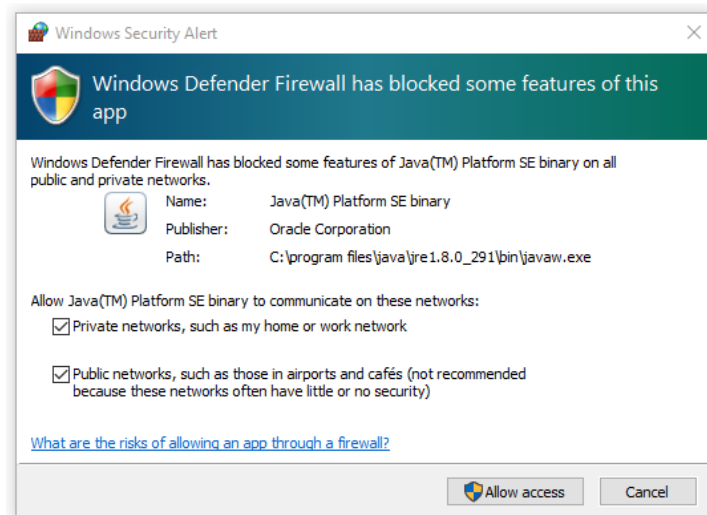 Windows Security Alert
Windows Defender Firewall has blocked some features of this
app
Windows Defender Firewall has blocked some features of Java(TM) Platform SE binary on all
public and private networks.
Name: Java(TM) Platform SE binary
Publisher: Oracle Corporation
Path: C:\program files\java\jre1.8.0_291\bin\javaw.exe
Allow Java(TM) Platform SE binary to communicate on these networks:
Private networks, such as my home or work network
Public networks, such as those in airports and cafés (not recommended
because these networks often have little or no security)
What are the risks of allowing an app through a firewall?
Allow access Cancel